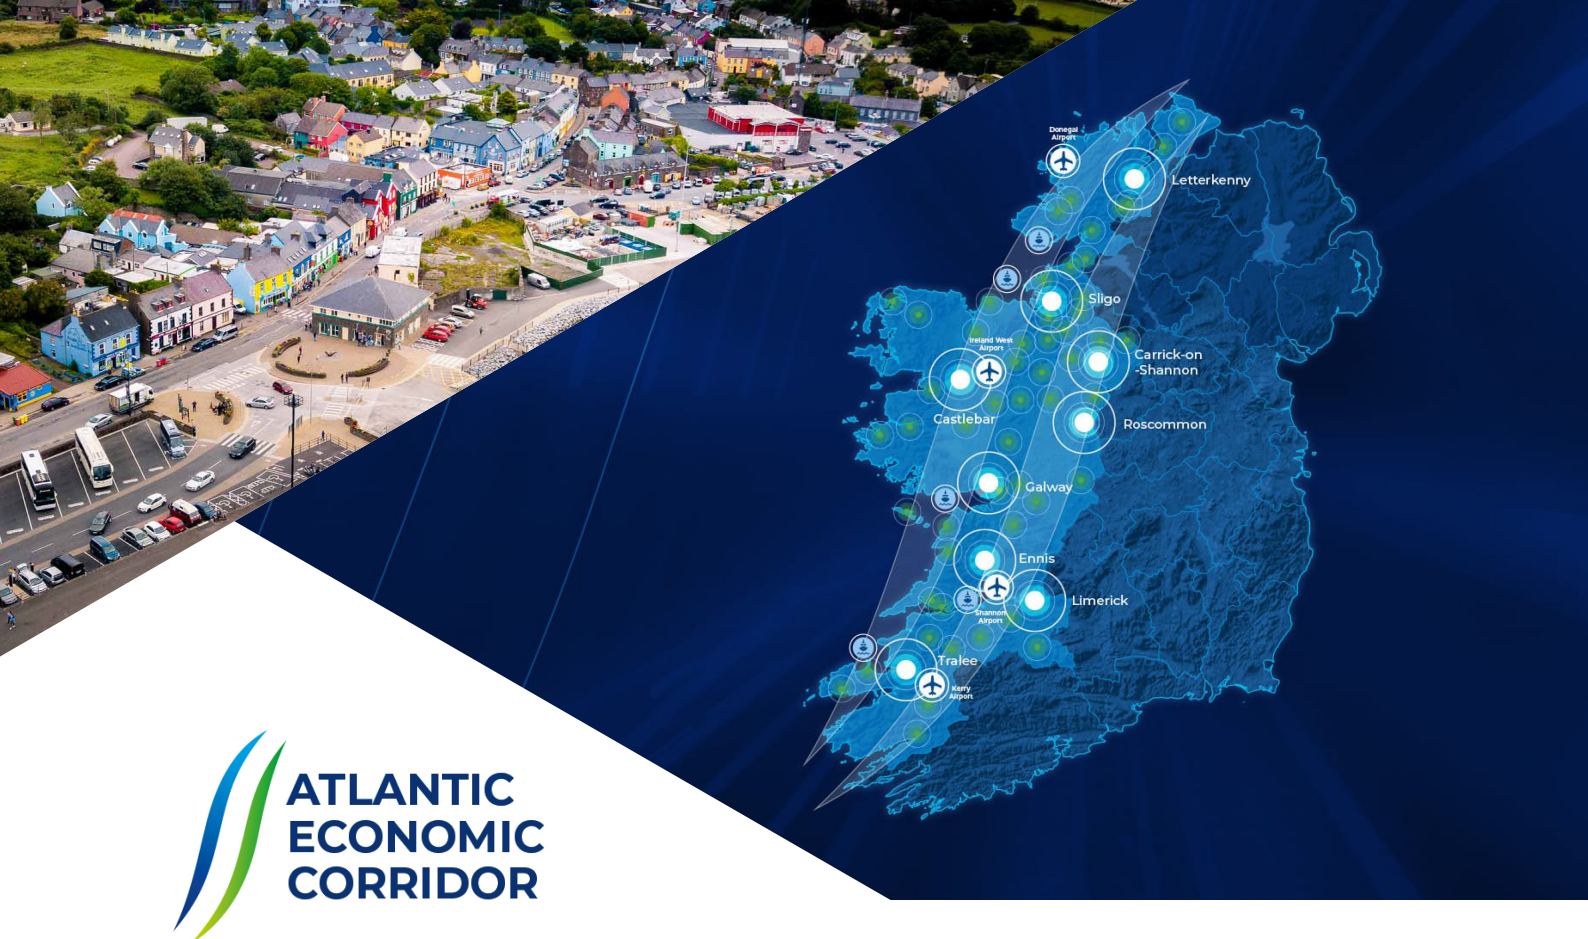 Donegal
Airport
Letterkenny
Sligo
Ireland West
Airport
Carrick-on
-Shannon
Castlebar
Roscommon
Galway
Ennis
Limerick
Shannon
Airport
Tralee
Kerry
Airport
ATLANTIC
ECONOMIC
CORRIDOR